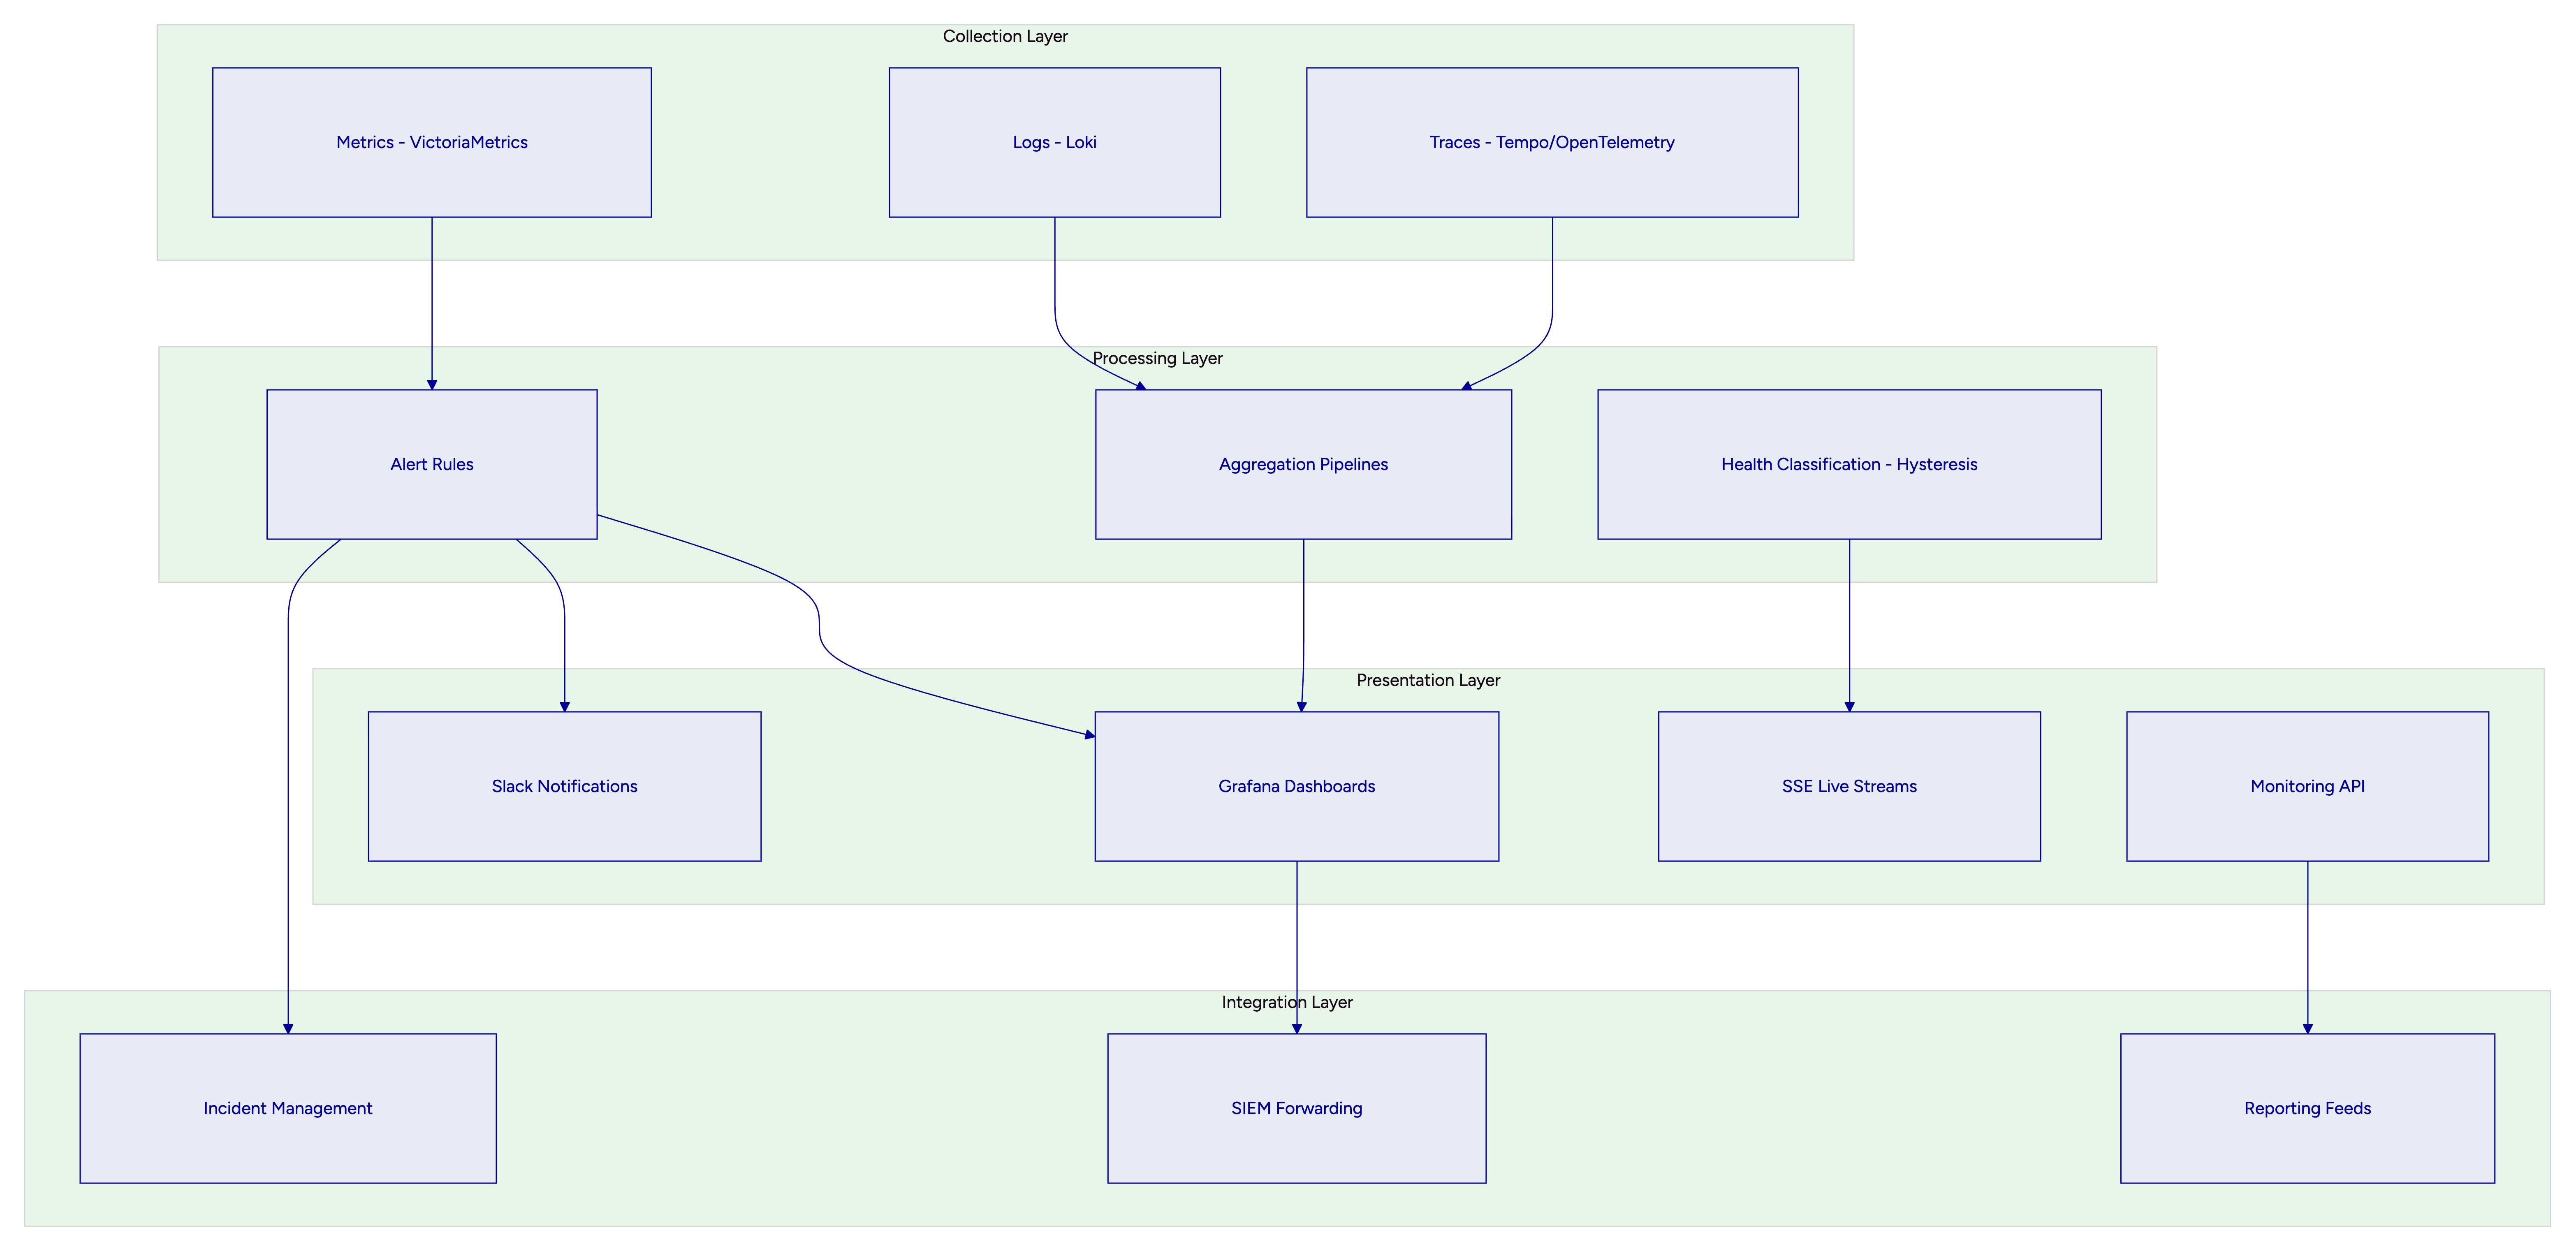 Collection Layer
Metrics - VictoriaMetrics
Logs - Loki
Traces - Tempo/OpenTelemetry
Processing Layer
Alert Rules
Aggregation Pipelines
Health Classification - Hysteresis
Presentation Layer
Slack Notifications
Grafana Dashboards
SSE Live Streams
Monitoring API
Integration Layer
Incident Management
SIEM Forwarding
Reporting Feeds